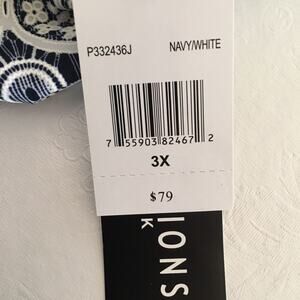 P332436J NAVY/WHITE
7 55903 82467 2
3X
$79
IONS
K